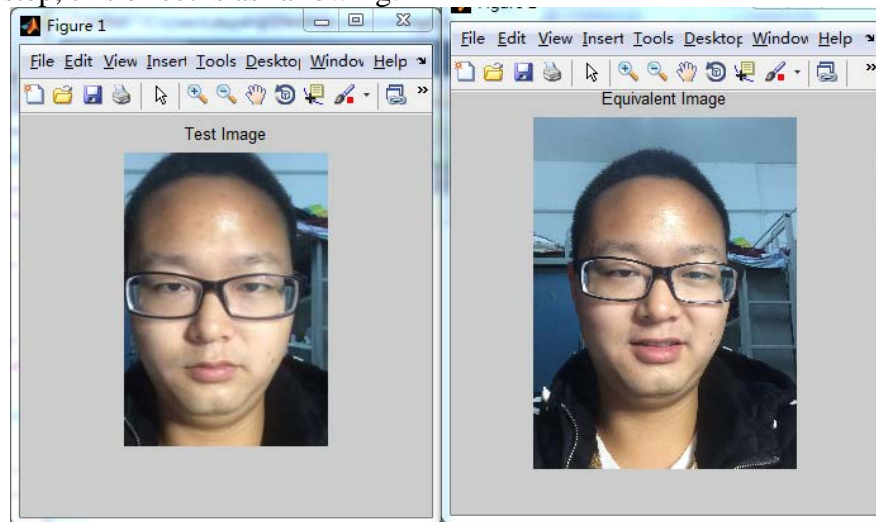 Figure 1
File Edit View Insert Tools Desktop Window Help
Test Image
File Edit View Insert Tools Desktop Window Help
Equivalent Image